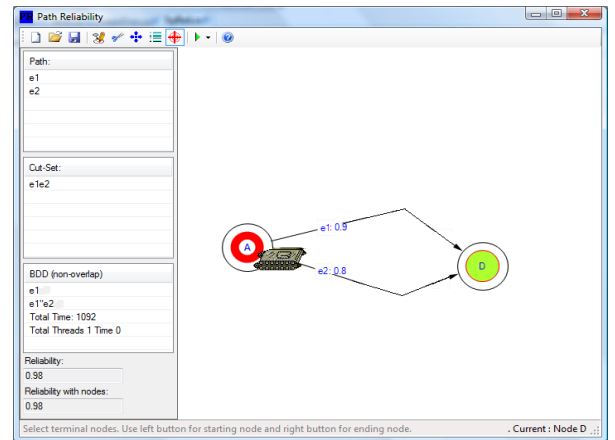 Path Reliability
Path:
e1
e2
Cut-Set:
e1e2
BDD (non-overlap)
e1
e1"e2
Total Time: 1092
Total Threads 1 Time 0
Reliability:
0.98
Reliability with nodes:
0.98
A
e1: 0.9
e2: 0.8
D
Select terminal nodes. Use left button for starting node and right button for ending node.
. Current : Node D